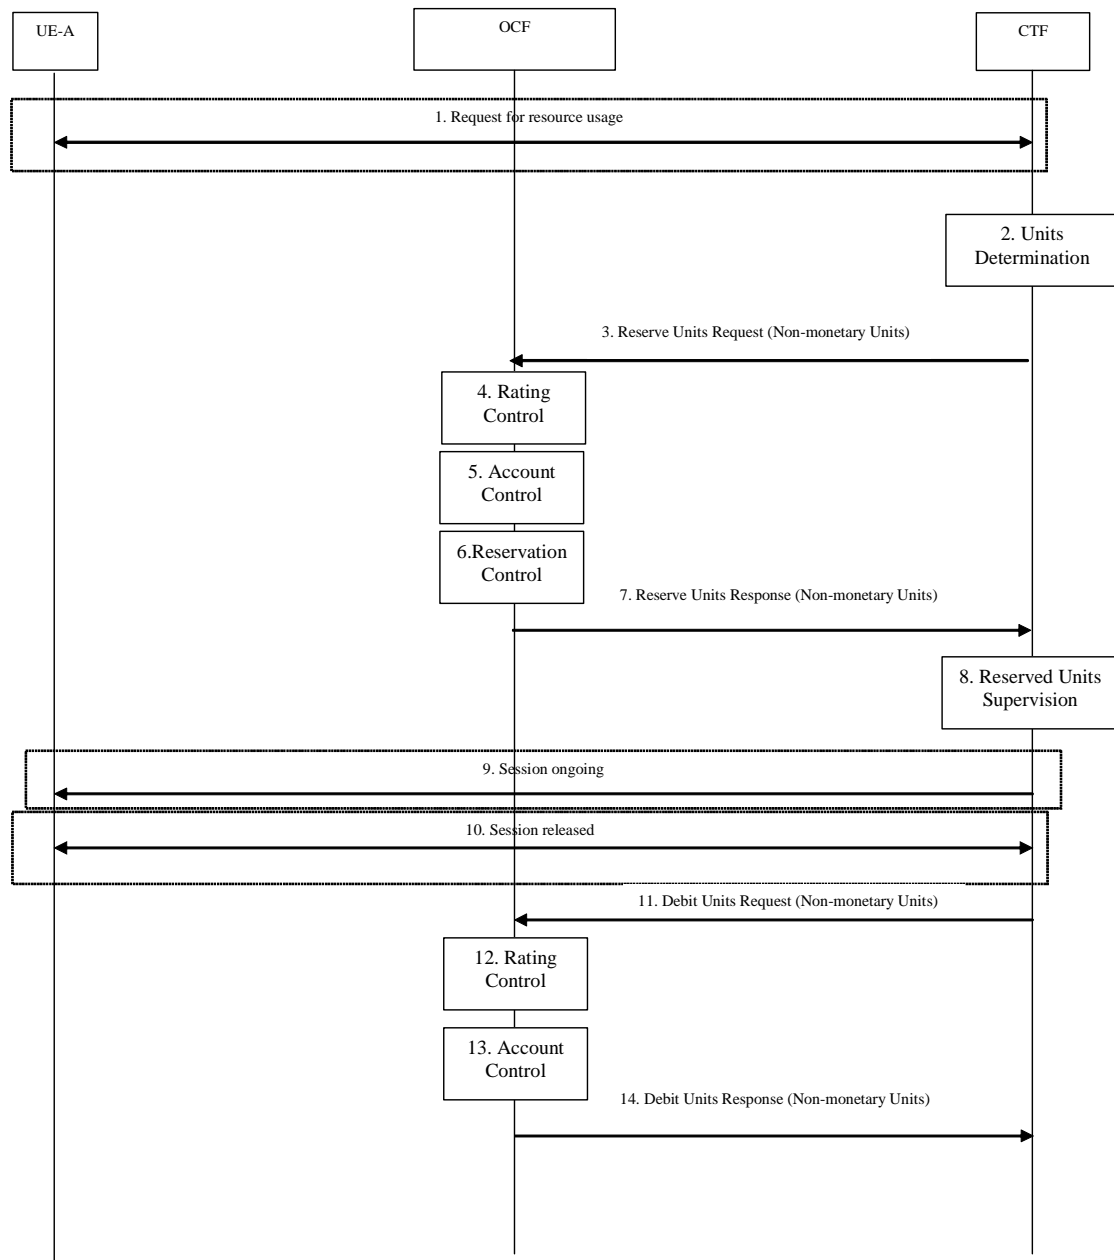 UE-A
OCF
CTF
1. Request for resource usage
2. Units
Determination
3. Reserve Units Request (Non-monetary Units)
4. Rating
Control
5. Account
Control
6.Reservation
Control
7. Reserve Units Response (Non-monetary Units)
8. Reserved Units
Supervision
9. Session ongoing
10. Session released
11. Debit Units Request (Non-monetary Units)
12. Rating
Control
13. Account
Control
14. Debit Units Response (Non-monetary Units)